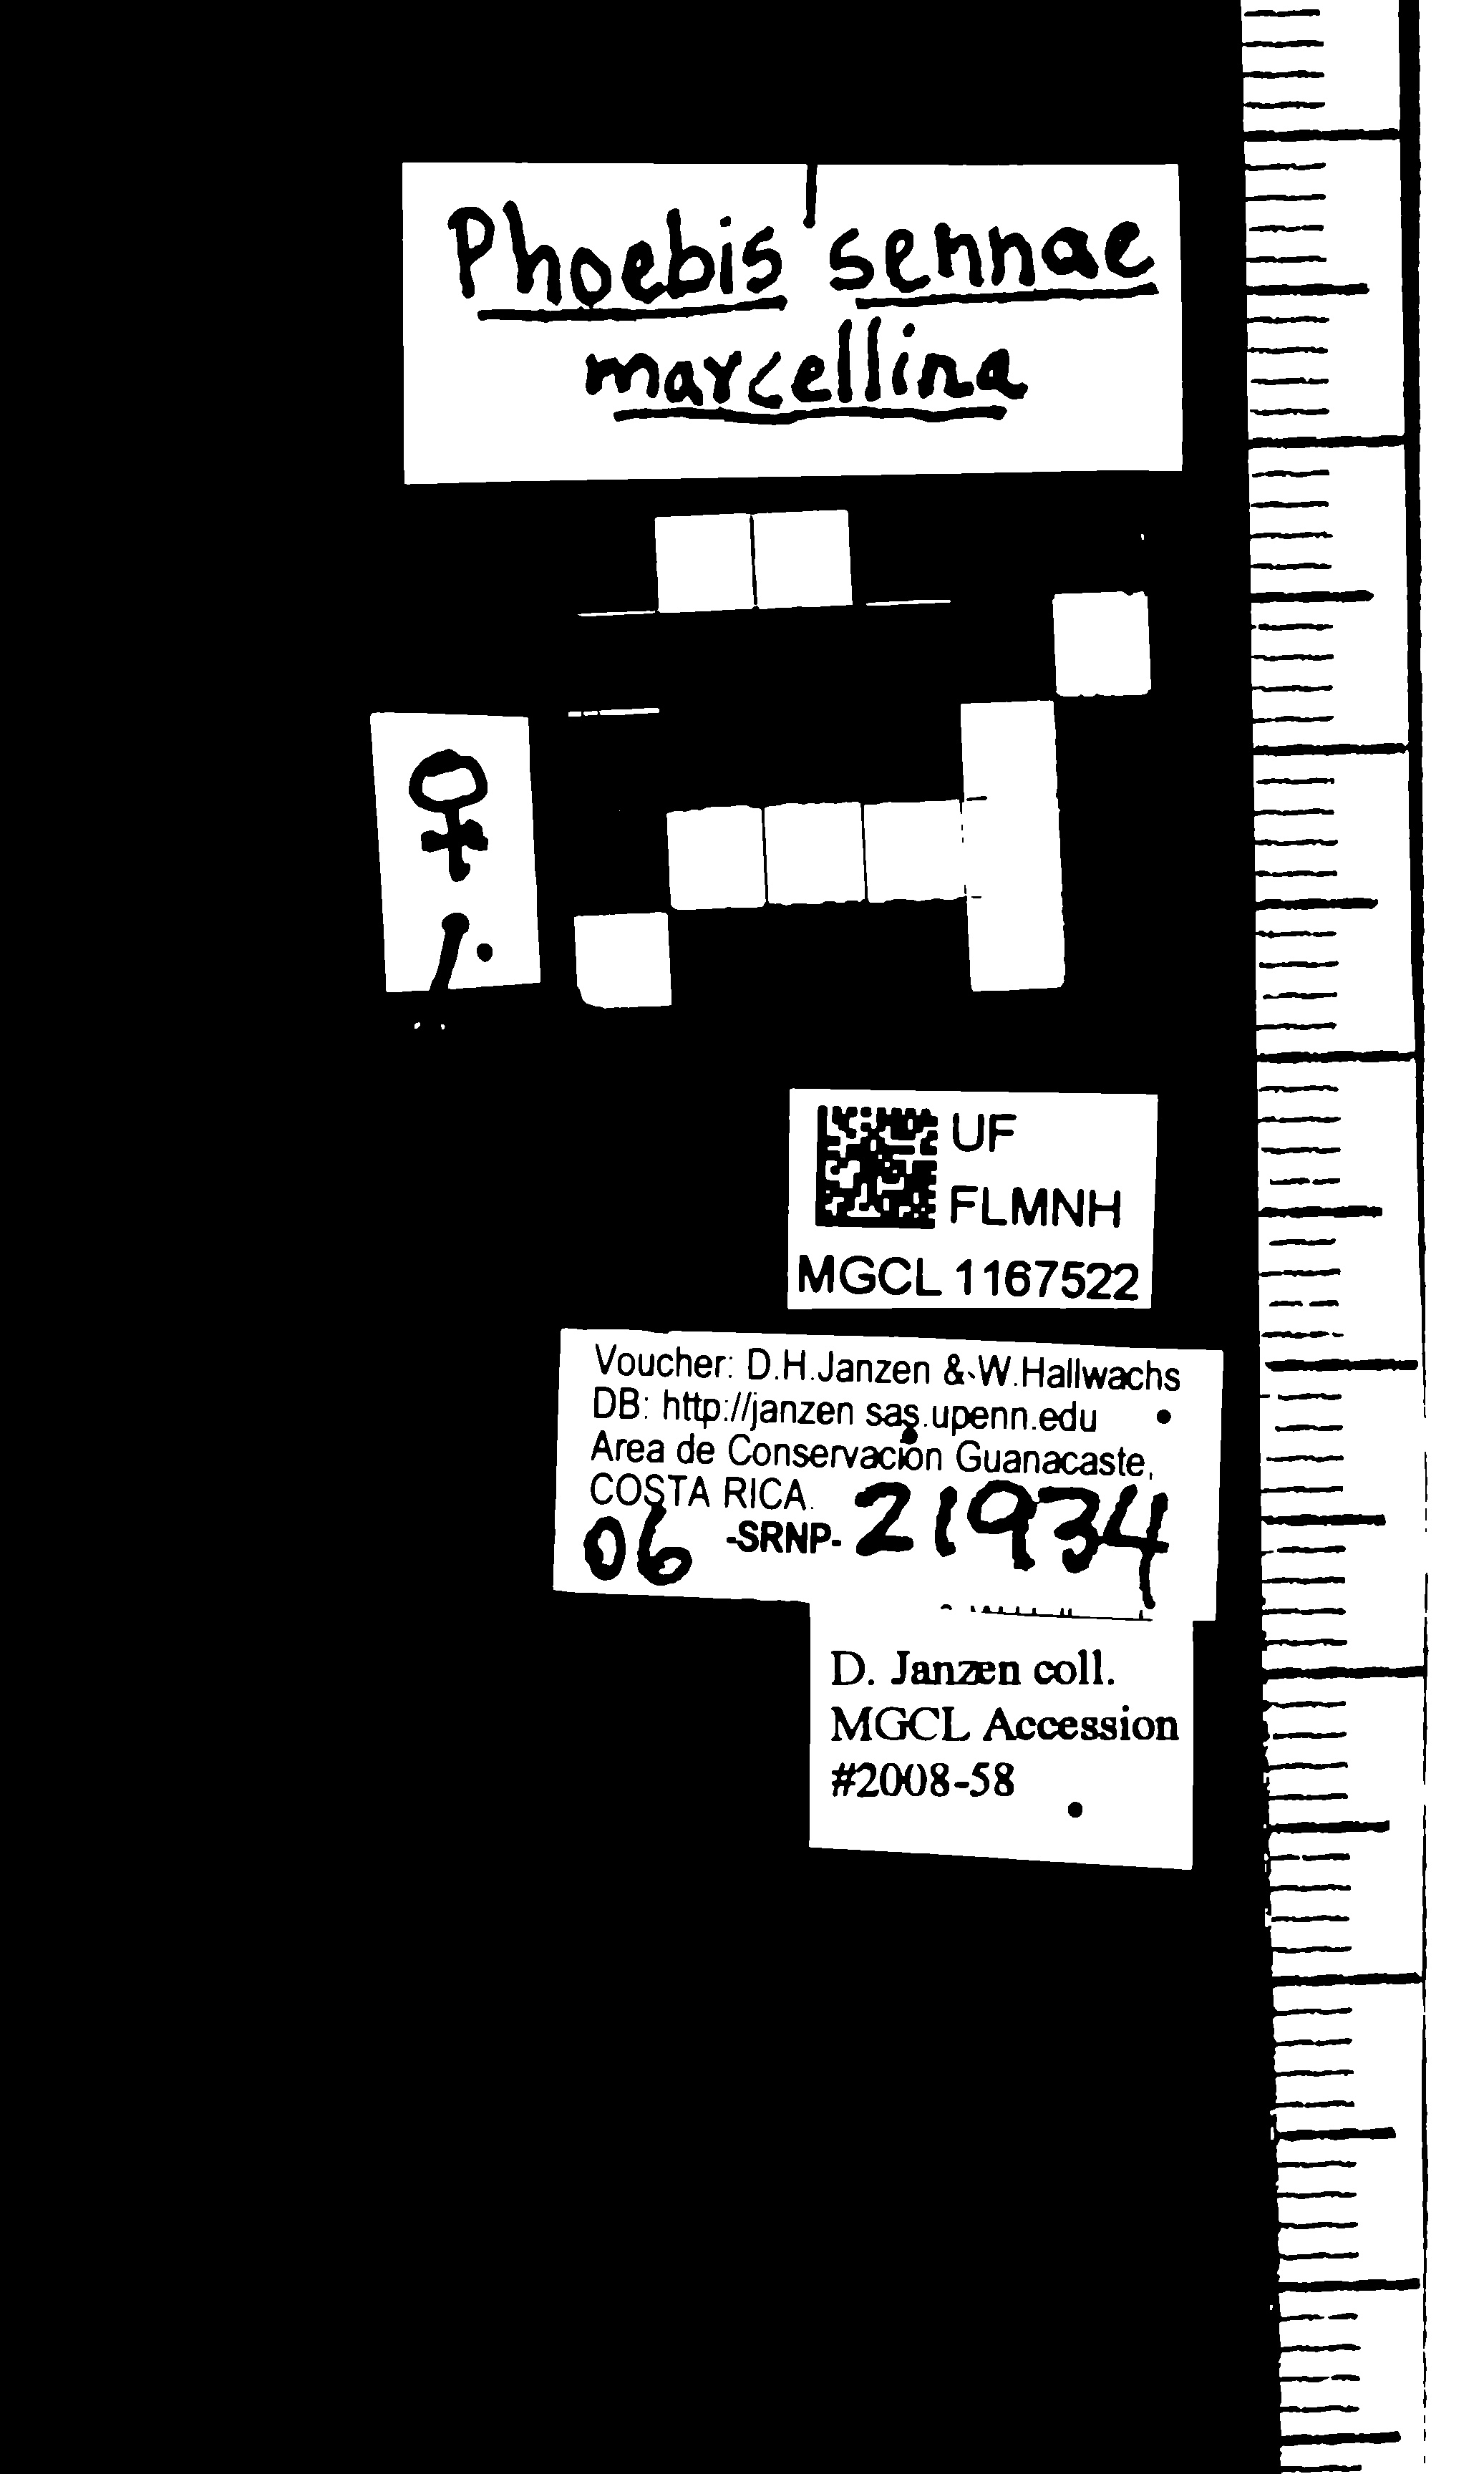 Phoebis sennae
marcellina
♀
UF
FLMNH
MGCL 1167522
Voucher: D.H.Janzen & W.Hallwachs
DB: http://janzen sas.upenn.edu
Area de Conservación Guanacaste,
COSTA RICA.
06 -SRNP- 21934
D. Janzen coll.
MGCL Accession
#2008-58